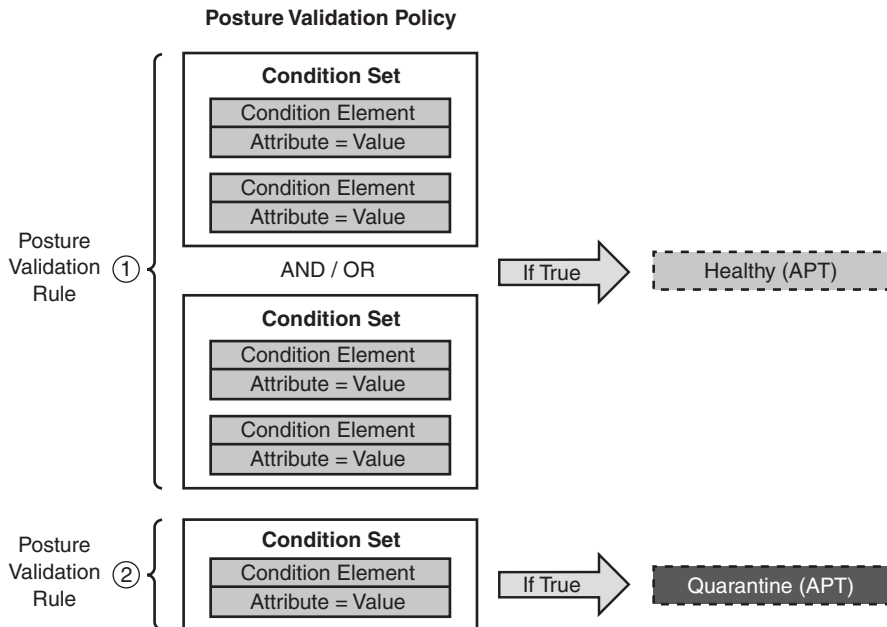 Posture Validation Policy
Condition Set
Condition Element
Attribute = Value
Condition Element
Attribute = Value
Posture
Validation
Rule
1
AND / OR
If True
Healthy (APT)
Condition Set
Condition Element
Attribute = Value
Condition Element
Attribute = Value
Posture
Validation
Rule
2
Condition Set
Condition Element
Attribute = Value
If True
Quarantine (APT)